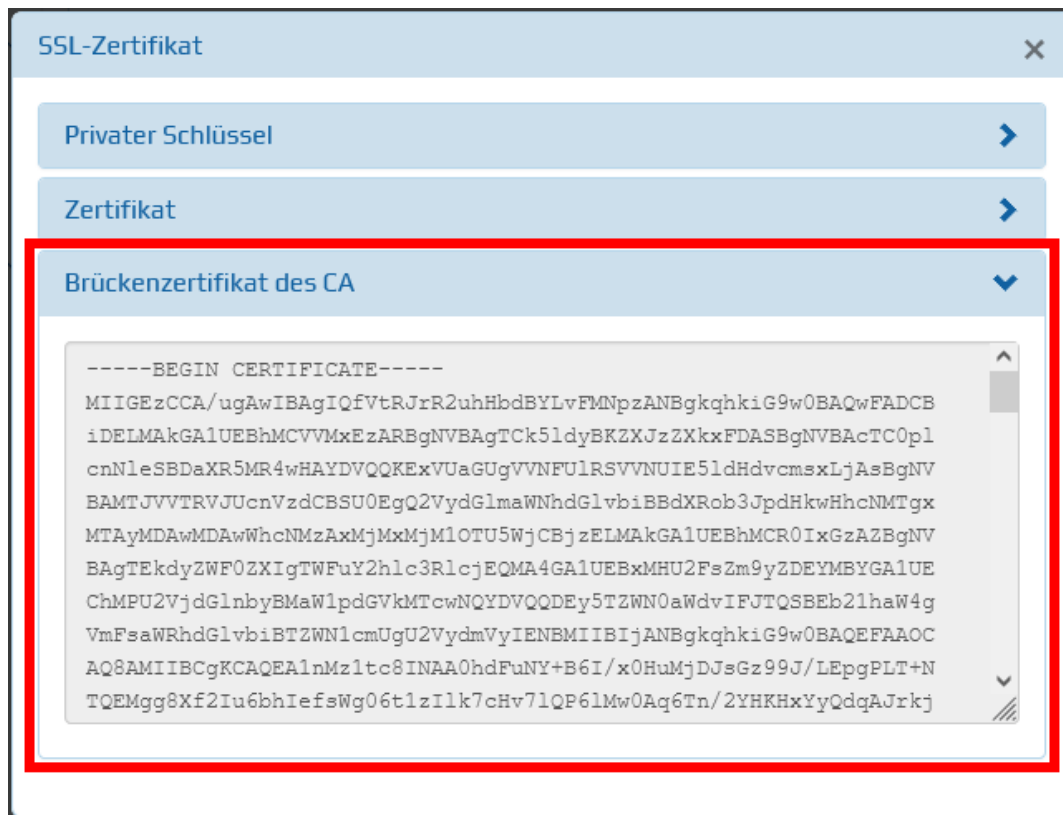 SSL-Zertifikat
Privater Schlüssel
Zertifikat
Brückenzertifikat des CA
-----BEGIN CERTIFICATE-----
MIIGEzCCA/ugAwIBAgIQfVtRJrR2uhHbdBYLvFMNpzANBgkqhkiG9w0BAQwFADCB
iDELMAkGA1UEBhMCVVMxEzARBgNVBAgTCk5ldyBKZXJzZXkxFDASBgNVBAcTC0pl
cnNleSBDaXR5MR4wHAYDVQQKExVUaGUgVVNFUlRSVVNUIE5ldHdvcmsxLjAsBgNV
BAMTJVVTRVJUcnVzdCBSU0EgQ2VydGlmaWNhdGlvbiBBdXRob3JpdHkwHhcNMTgx
MTAyMDAwMDAwWhcNMzAxMjMxMjM1OTU5WjCBjzELMAkGA1UEBhMCR0IxGzAZBgNV
BAgTEkdyZWF0ZXIgTWFuY2hlc3RlcjEQMA4GA1UEBxMHU2FsZm9yZDEYMBYGA1UE
ChMPU2VjdGlnbyBMaW1pdGVkMTcwNQYDVQQDEy5TZWN0aWdvIFJTQSBEb21haW4g
VmFsaWRhdGlvbiBTZWN1cmUgU2VydmVyIENBMIIBIjANBgkqhkiG9w0BAQEFAAOC
AQ8AMIIBCgKCAQEA1nMz1tc8INAA0hdFuNY+B6I/x0HuMjDJsGz99J/LEpgPLT+N
TQEMgg8Xf2Iu6bhIefsWg06t1zIlk7cHv7lQP6lMw0Aq6Tn/2YHKHxYyQdqAJrkj